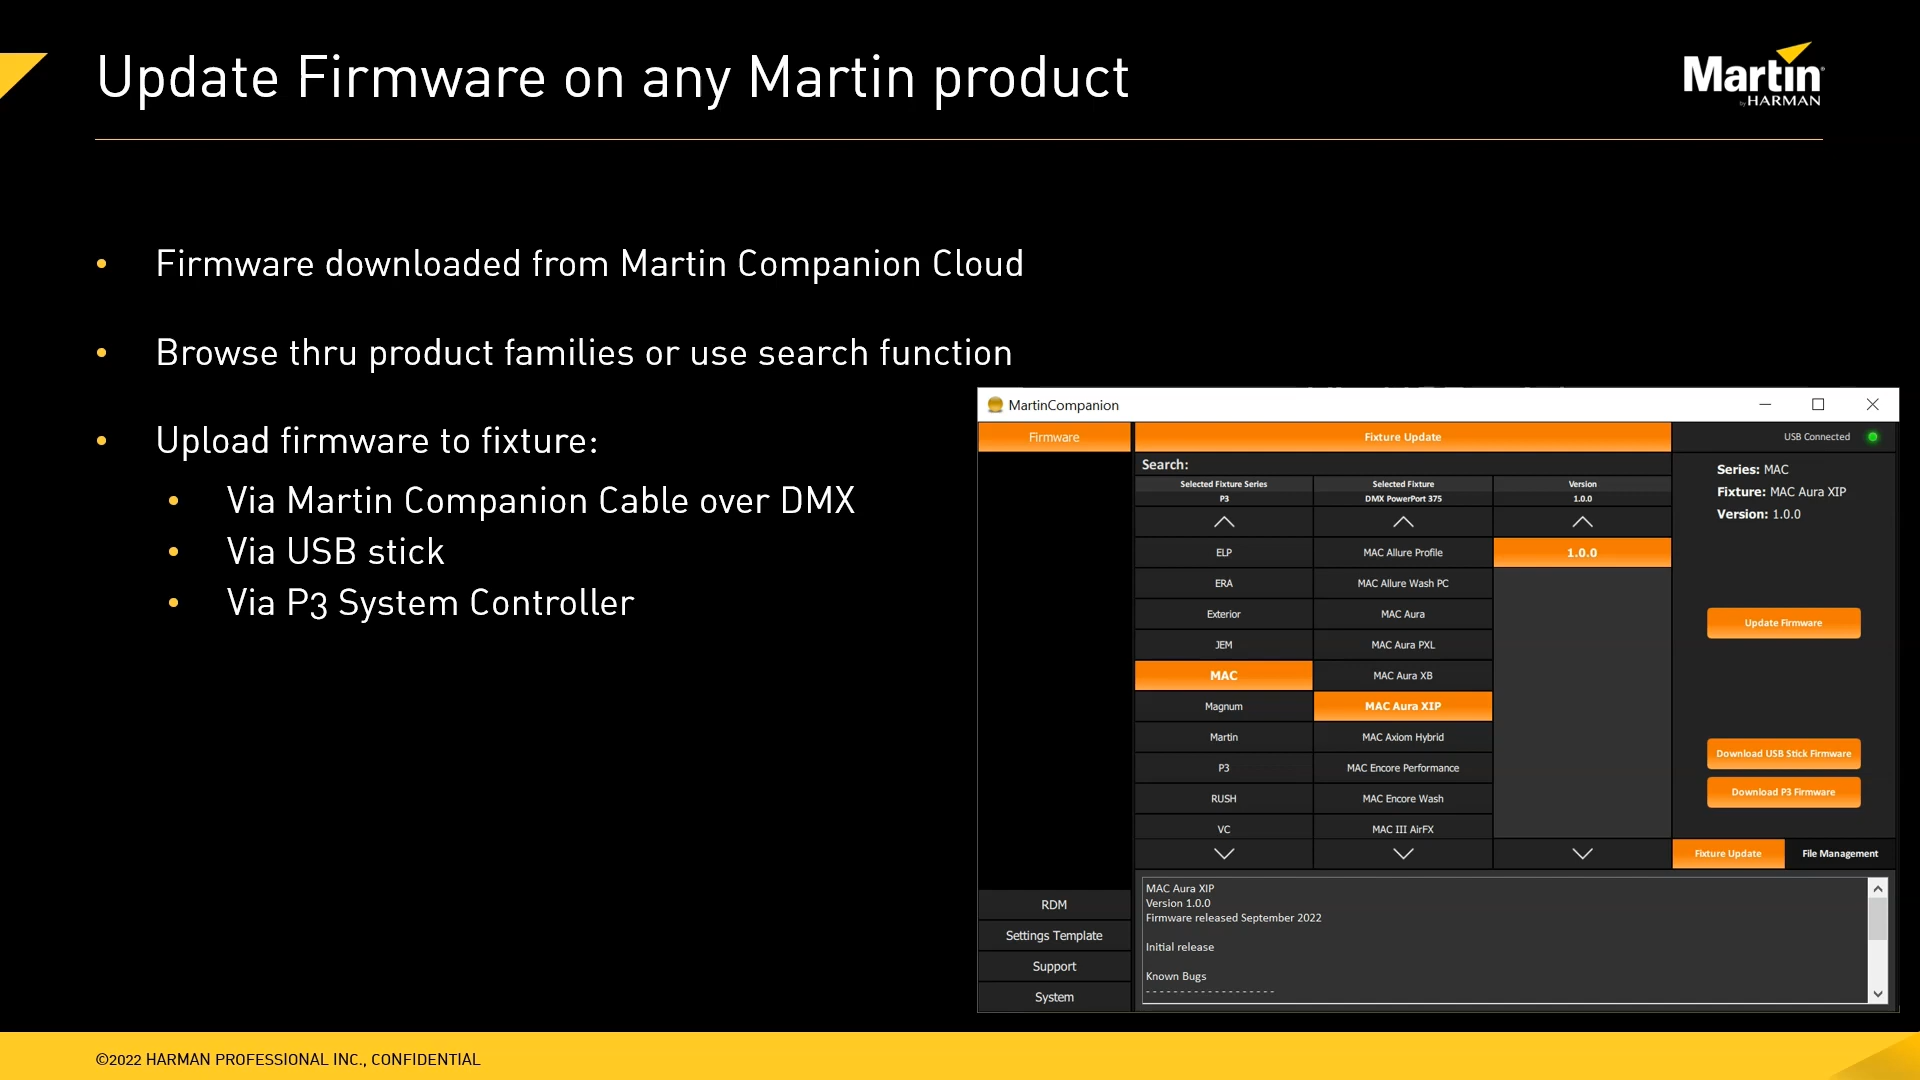 Update Firmware on any Martin product
Martin
by HARMAN
• Firmware downloaded from Martin Companion Cloud
• Browse thru product families or use search function
• Upload firmware to fixture:
• Via Martin Companion Cable over DMX
• Via USB stick
• Via P3 System Controller
MartinCompanion
Firmware
Fixture Update
USB Connected
Search:
Selected Fixture Series
P3
Selected Fixture
DMX PowerPort 375
Version
1.0.0
ELP
ERA
Exterior
JEM
MAC
Magnum
Martin
P3
RUSH
VC
MAC Allure Profile
MAC Allure Wash PC
MAC Aura
MAC Aura PXL
MAC Aura XB
MAC Aura XIP
MAC Axiom Hybrid
MAC Encore Performance
MAC Encore Wash
MAC III AirFX
1.0.0
Series: MAC
Fixture: MAC Aura XIP
Version: 1.0.0
Update Firmware
Download USB Stick Firmware
Download P3 Firmware
Fixture Update
File Management
RDM
Settings Template
Support
System
MAC Aura XIP
Version 1.0.0
Firmware released September 2022
Initial release
Known Bugs
- - - - - - - - - - - - - - - - - - -
©2022 HARMAN PROFESSIONAL INC., CONFIDENTIAL